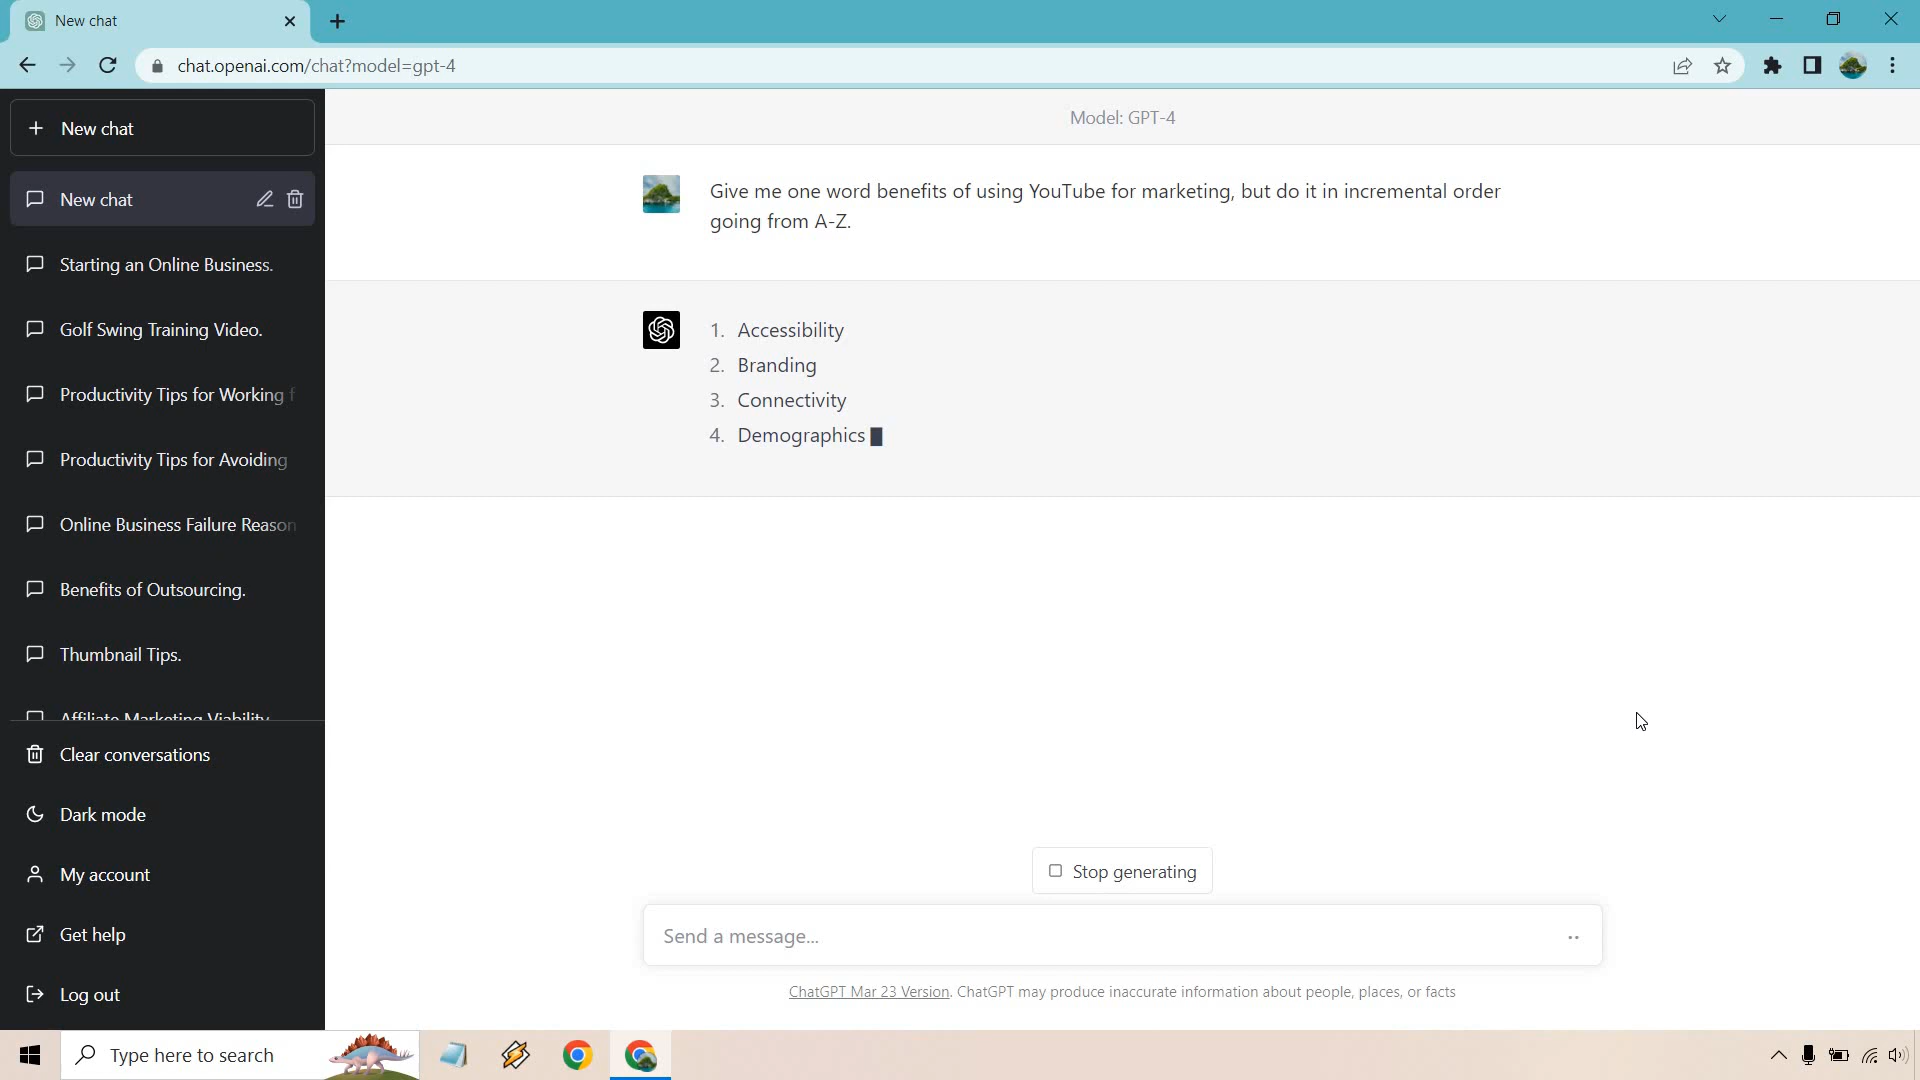 New chat
chat.openai.com/chat?model=gpt-4
New chat
New chat
Starting an Online Business.
Golf Swing Training Video.
Productivity Tips for Working f
Productivity Tips for Avoiding
Online Business Failure Reason
Benefits of Outsourcing.
Thumbnail Tips.
Affiliate Marketing Viability
Clear conversations
Dark mode
My account
Get help
Log out
Model: GPT-4
Give me one word benefits of using YouTube for marketing, but do it in incremental order
going from A-Z.
1. Accessibility
2. Branding
3. Connectivity
4. Demographics
Stop generating
Send a message...
ChatGPT Mar 23 Version. ChatGPT may produce inaccurate information about people, places, or facts
Type here to search